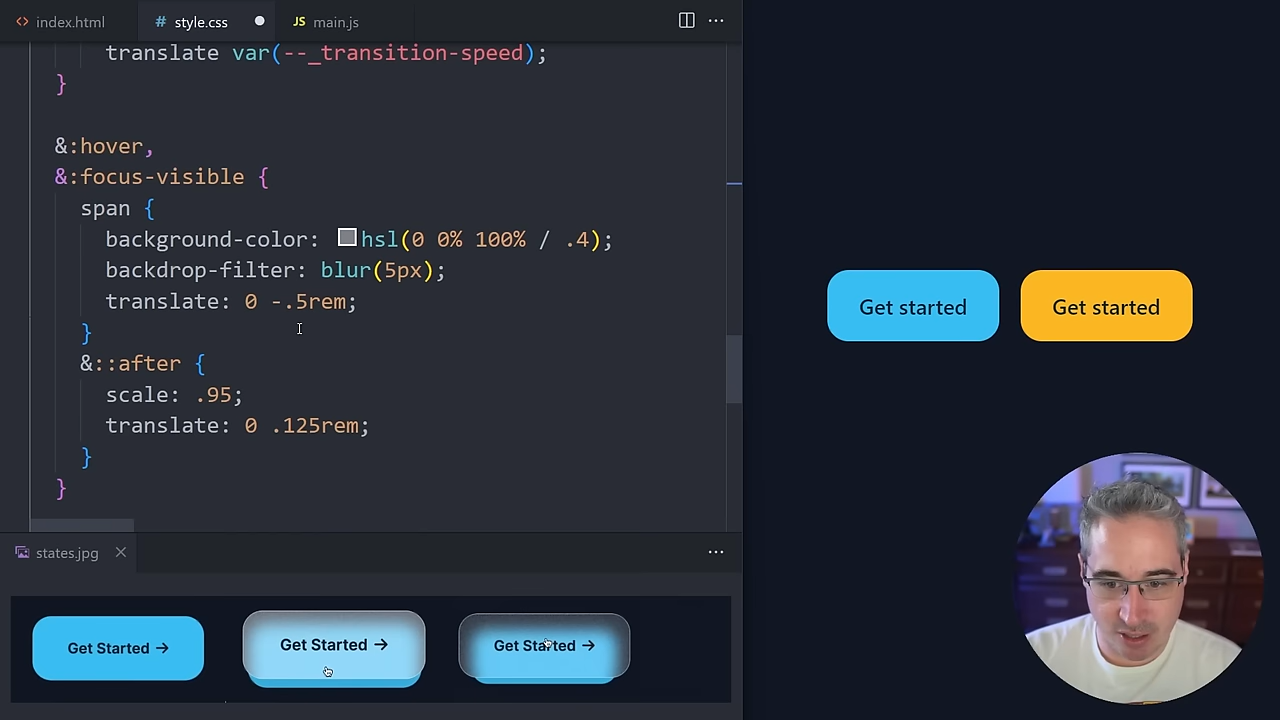 <> index.html
# style.css
JS main.js
translate var(--_transition-speed);
}
&:hover,
&:focus-visible {
span {
background-color: hsl(0 0% 100% / .4);
backdrop-filter: blur(5px);
translate: 0 -.5rem;
}
&::after {
scale: .95;
translate: 0 .125rem;
}
}
Get started
Get started
states.jpg
Get Started →
Get Started →
Get Started →